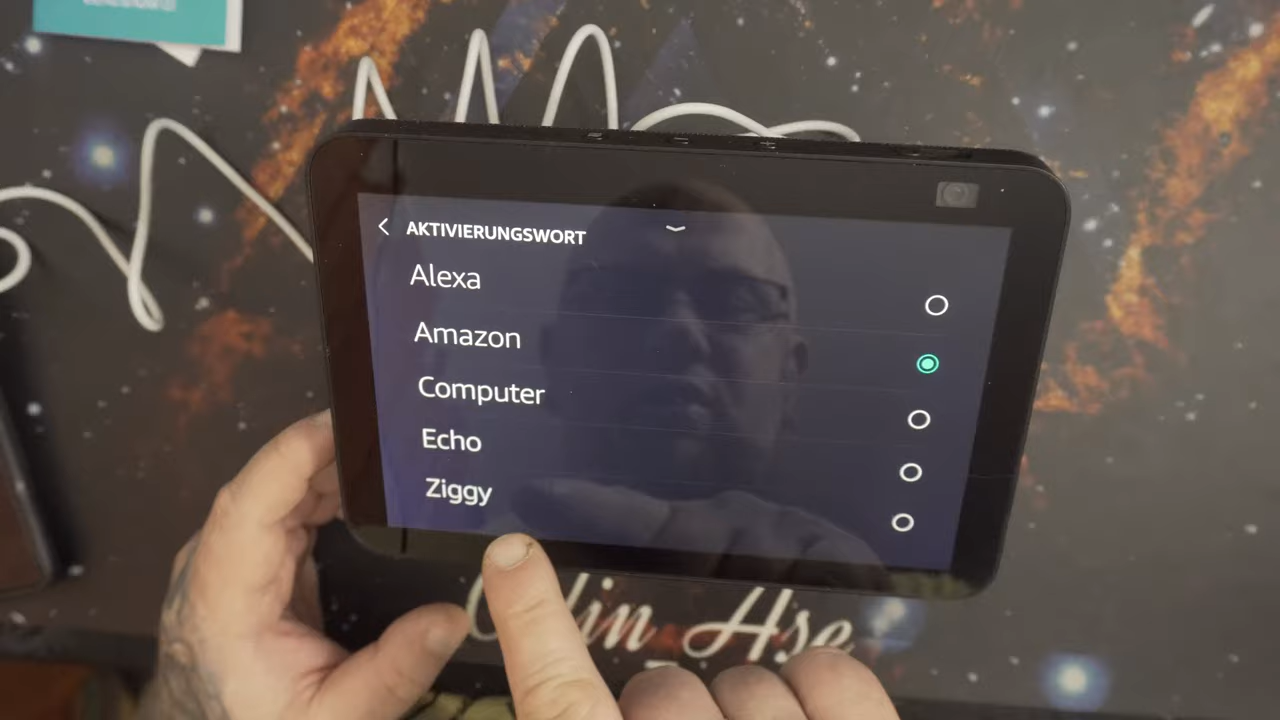 AKTIVIERUNGSWORT
Alexa
Amazon
Computer
Echo
Ziggy